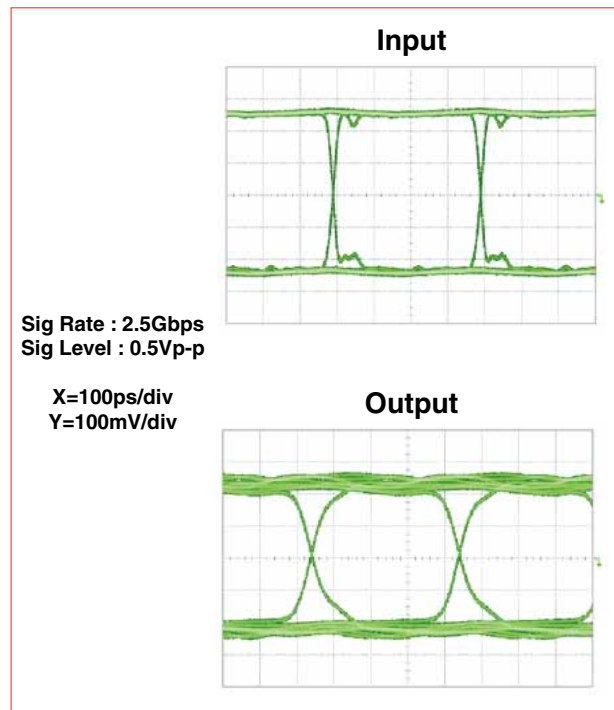 Input
Sig Rate : 2.5Gbps
Sig Level : 0.5Vp-p
X=100ps/div
Y=100mV/div
Output